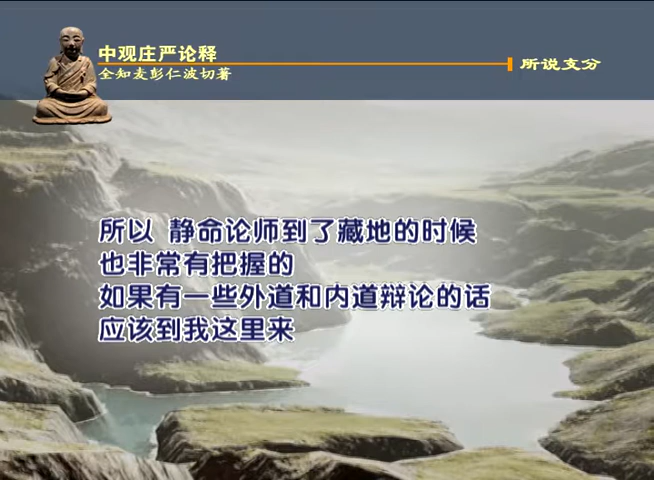 中观庄严论释
全知麦彭仁波切著
所说支分
所以 静命论师到了藏地的时候
也非常有把握的
如果有一些外道和内道辩论的话
应该到我这里来